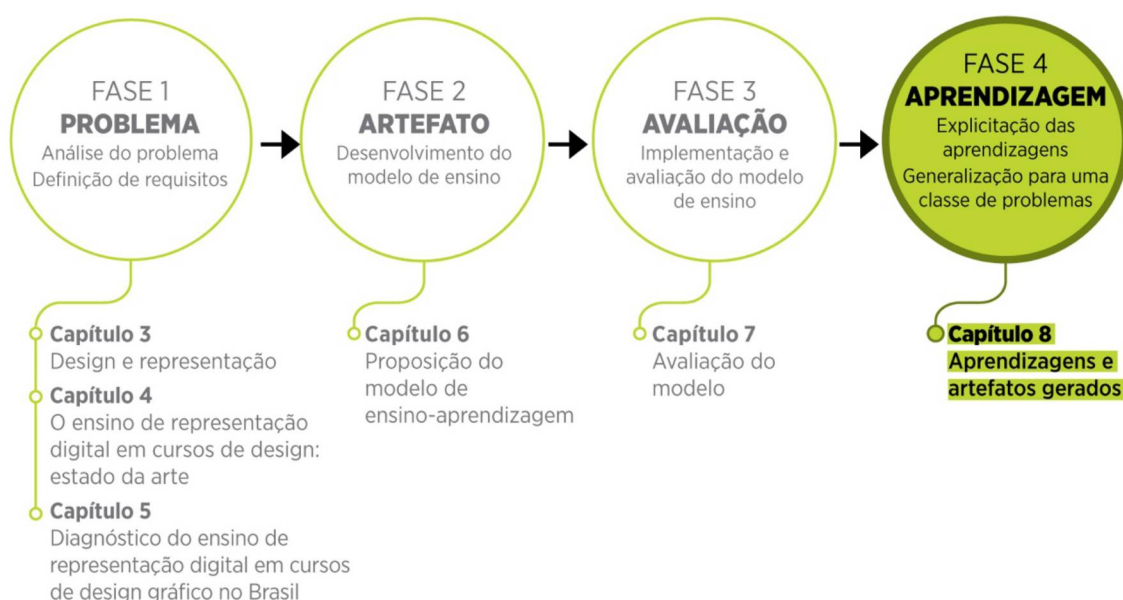 FASE 1
PROBLEMA
Análise do problema
Definição de requisitos
FASE 2
ARTEFATO
Desenvolvimento do
modelo de ensino
FASE 3
AVALIAÇÃO
Implementação e
avaliação do modelo
de ensino
FASE 4
APRENDIZAGEM
Explicitação das
aprendizagens
Generalização para uma
classe de problemas
Capítulo 3
Design e representação
Capítulo 4
O ensino de representação
digital em cursos de design:
estado da arte
Capítulo 5
Diagnóstico do ensino de
representação digital em cursos
de design gráfico no Brasil
Capítulo 6
Proposição do
modelo de
ensino-aprendizagem
Capítulo 7
Avaliação do
modelo
Capítulo 8
Aprendizagens e
artefatos gerados